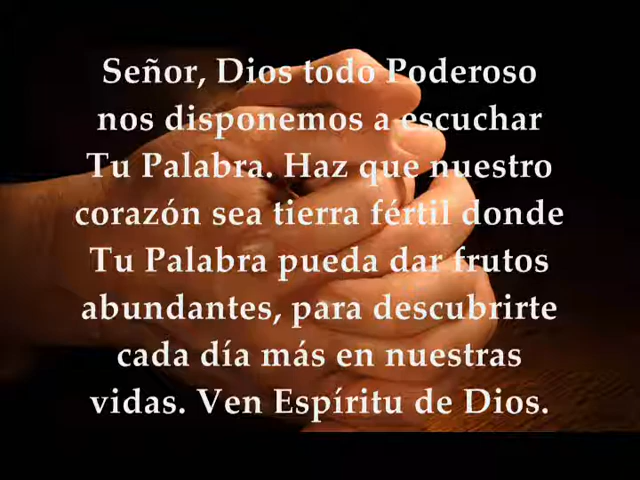 Señor, Dios todo Poderoso
nos disponemos a escuchar
Tu Palabra. Haz que nuestro
corazón sea tierra fértil donde
Tu Palabra pueda dar frutos
abundantes, para descubrirte
cada día más en nuestras
vidas. Ven Espíritu de Dios.